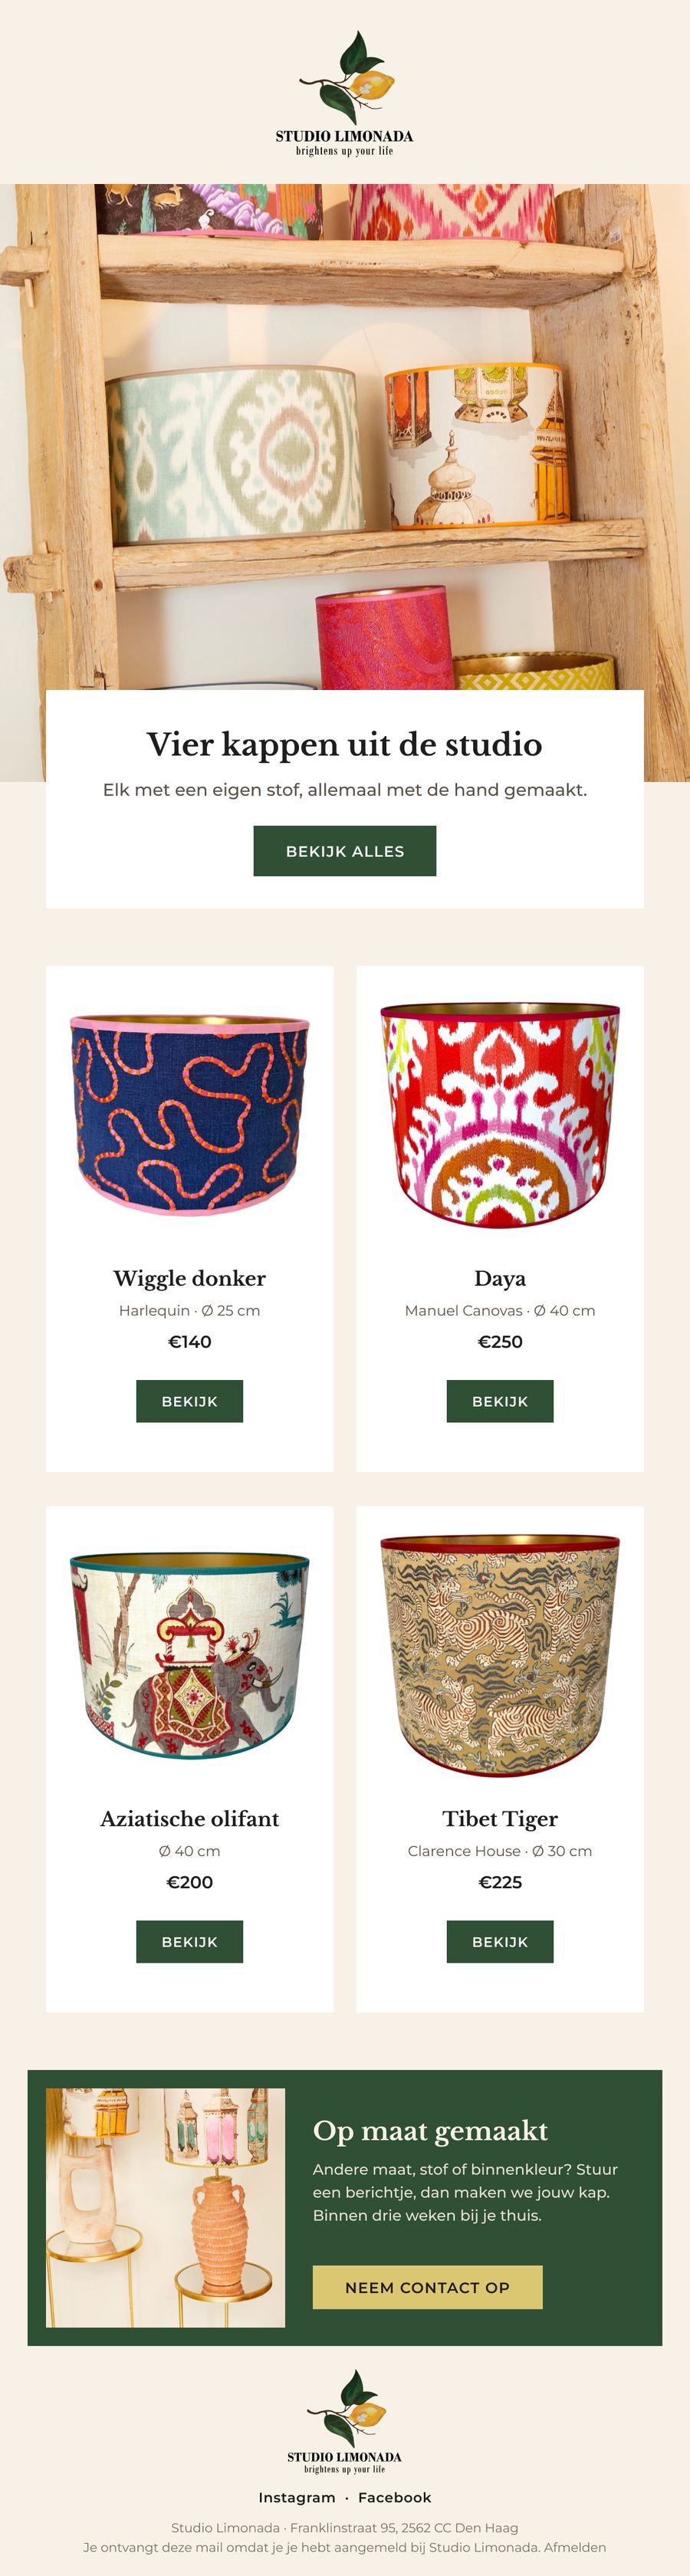 STUDIO LIMONADA
brightens up your life
Vier kappen uit de studio
Elk met een eigen stof, allemaal met de hand gemaakt.
BEKIJK ALLES
Wiggle donker
Harlequin · Ø 25 cm
€140
BEKIJK
Daya
Manuel Canovas · Ø 40 cm
€250
BEKIJK
Aziatische olifant
Ø 40 cm
€200
BEKIJK
Tibet Tiger
Clarence House · Ø 30 cm
€225
BEKIJK
Op maat gemaakt
Andere maat, stof of binnenkleur? Stuur
een berichtje, dan maken we jouw kap.
Binnen drie weken bij je thuis.
NEEM CONTACT OP
STUDIO LIMONADA
brightens up your life
Instagram · Facebook
Studio Limonada · Franklinstraat 95, 2562 CC Den Haag
Je ontvangt deze mail omdat je je hebt aangemeld bij Studio Limonada. Afmelden